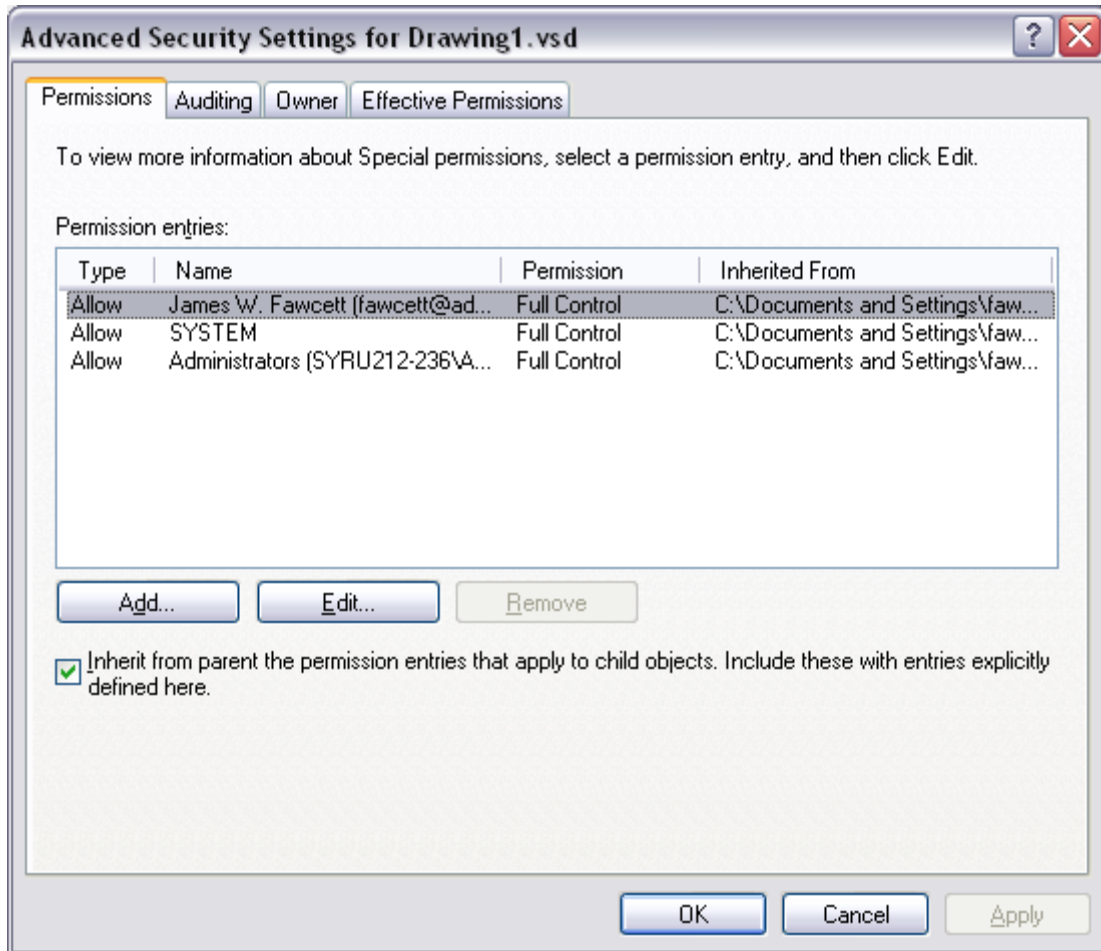 Advanced Security Settings for Drawing1.vsd
Permissions Auditing Owner Effective Permissions
To view more information about Special permissions, select a permission entry, and then click Edit.
Permission entries:
Type Name Permission Inherited From
Allow James W. Fawcett (fawcett@ad... Full Control C:\Documents and Settings\faw...
Allow SYSTEM Full Control C:\Documents and Settings\faw...
Allow Administrators (SYRU212-236\A... Full Control C:\Documents and Settings\faw...
Add... Edit... Remove
Inherit from parent the permission entries that apply to child objects. Include these with entries explicitly
defined here.
OK Cancel Apply